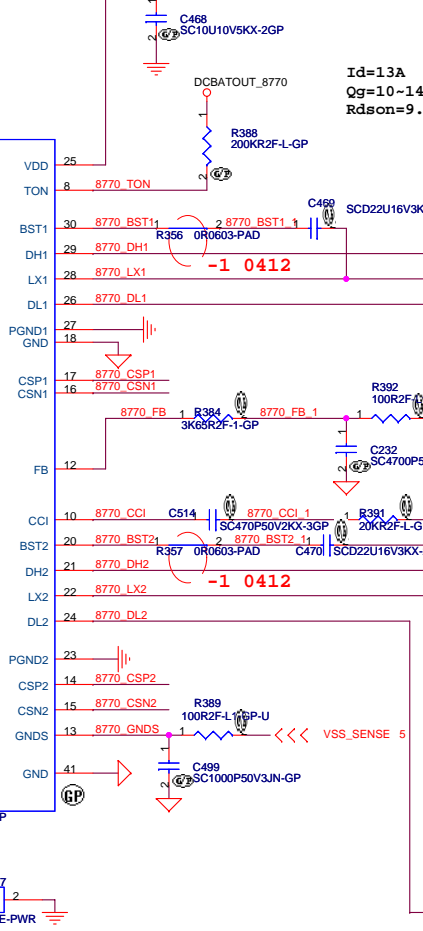 C468
SC10U10V5KX-2GP
DCBATOUT_8770
Id=13A
Qg=10~14
Rdson=9.
R388
200KR2F-L-GP
VDD 25
TON 8 8770_TON
C469
SCD22U16V3K
BST1 30 8770_BST1 1 2 8770_BST1_1 1
R356 0R0603-PAD
DH1 29 8770_DH1
-1 0412
LX1 28 8770_LX1
DL1 26 8770_DL1
PGND1 27
GND 18
CSP1 17 8770_CSP1
CSN1 16 8770_CSN1
R392
100R2F
8770_FB 1 R384 8770_FB_1 1
3K65R2F-1-GP
C232
SC4700P5
FB 12
CCI 10 8770_CCI C514 8770_CCI_1 1 R391
SC470P50V2KX-3GP 20KR2F-L-G
BST2 20 8770_BST2 1 2 8770_BST2_1 1
R357 0R0603-PAD C470 SCD22U16V3KX-
DH2 21 8770_DH2
-1 0412
LX2 22 8770_LX2
DL2 24 8770_DL2
PGND2 23
CSP2 14 8770_CSP2
CSN2 15 8770_CSN2
R389
100R2F-L1-GP-U
GNDS 13 8770_GNDS 1 VSS_SENSE 5
C499
SC1000P50V3JN-GP
GND 41
GP
P
7
2
E-PWR